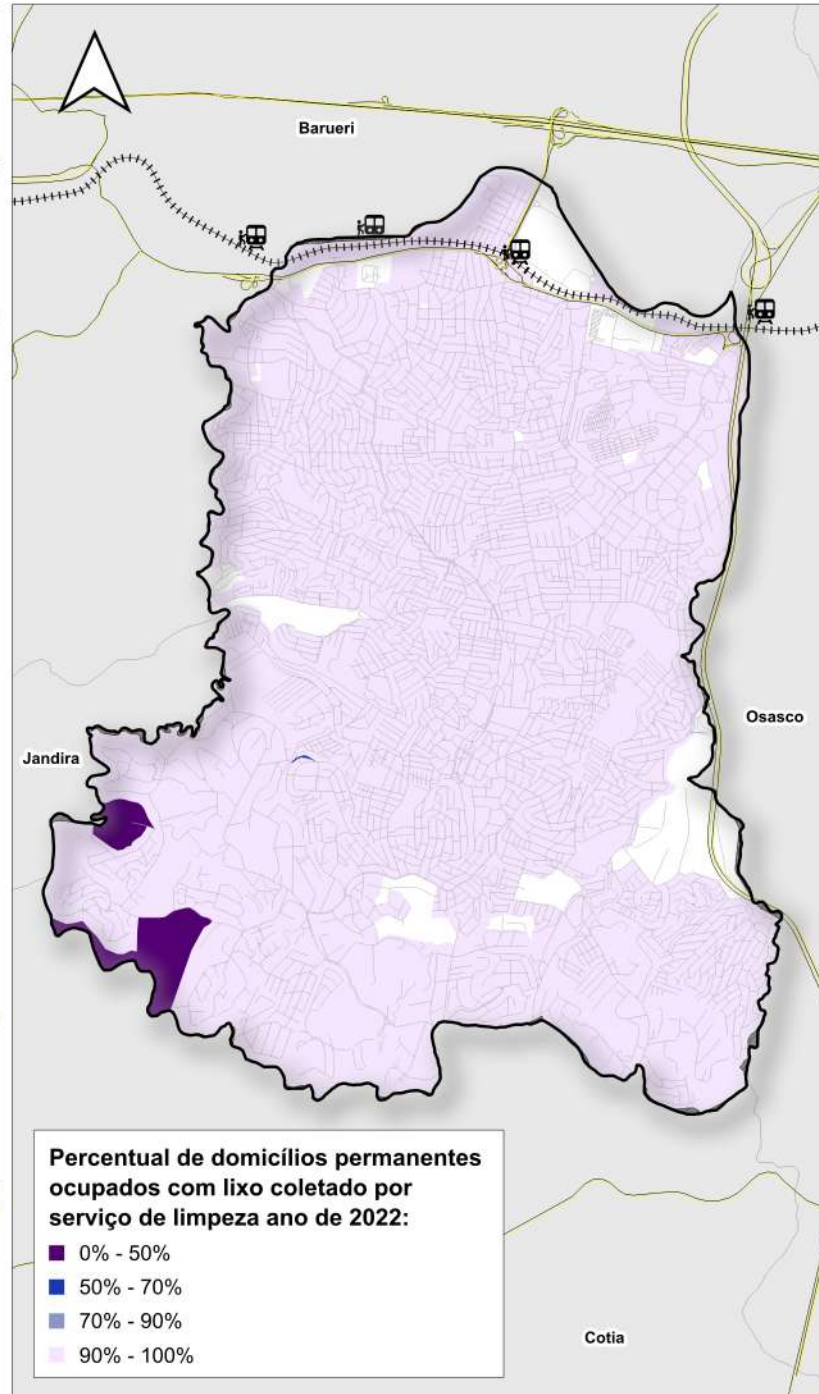 Barueri
Osasco
Jandira
Percentual de domicílios permanentes
ocupados com lixo coletado por
serviço de limpeza ano de 2022:
0% - 50%
50% - 70%
70% - 90%
90% - 100%
Cotia